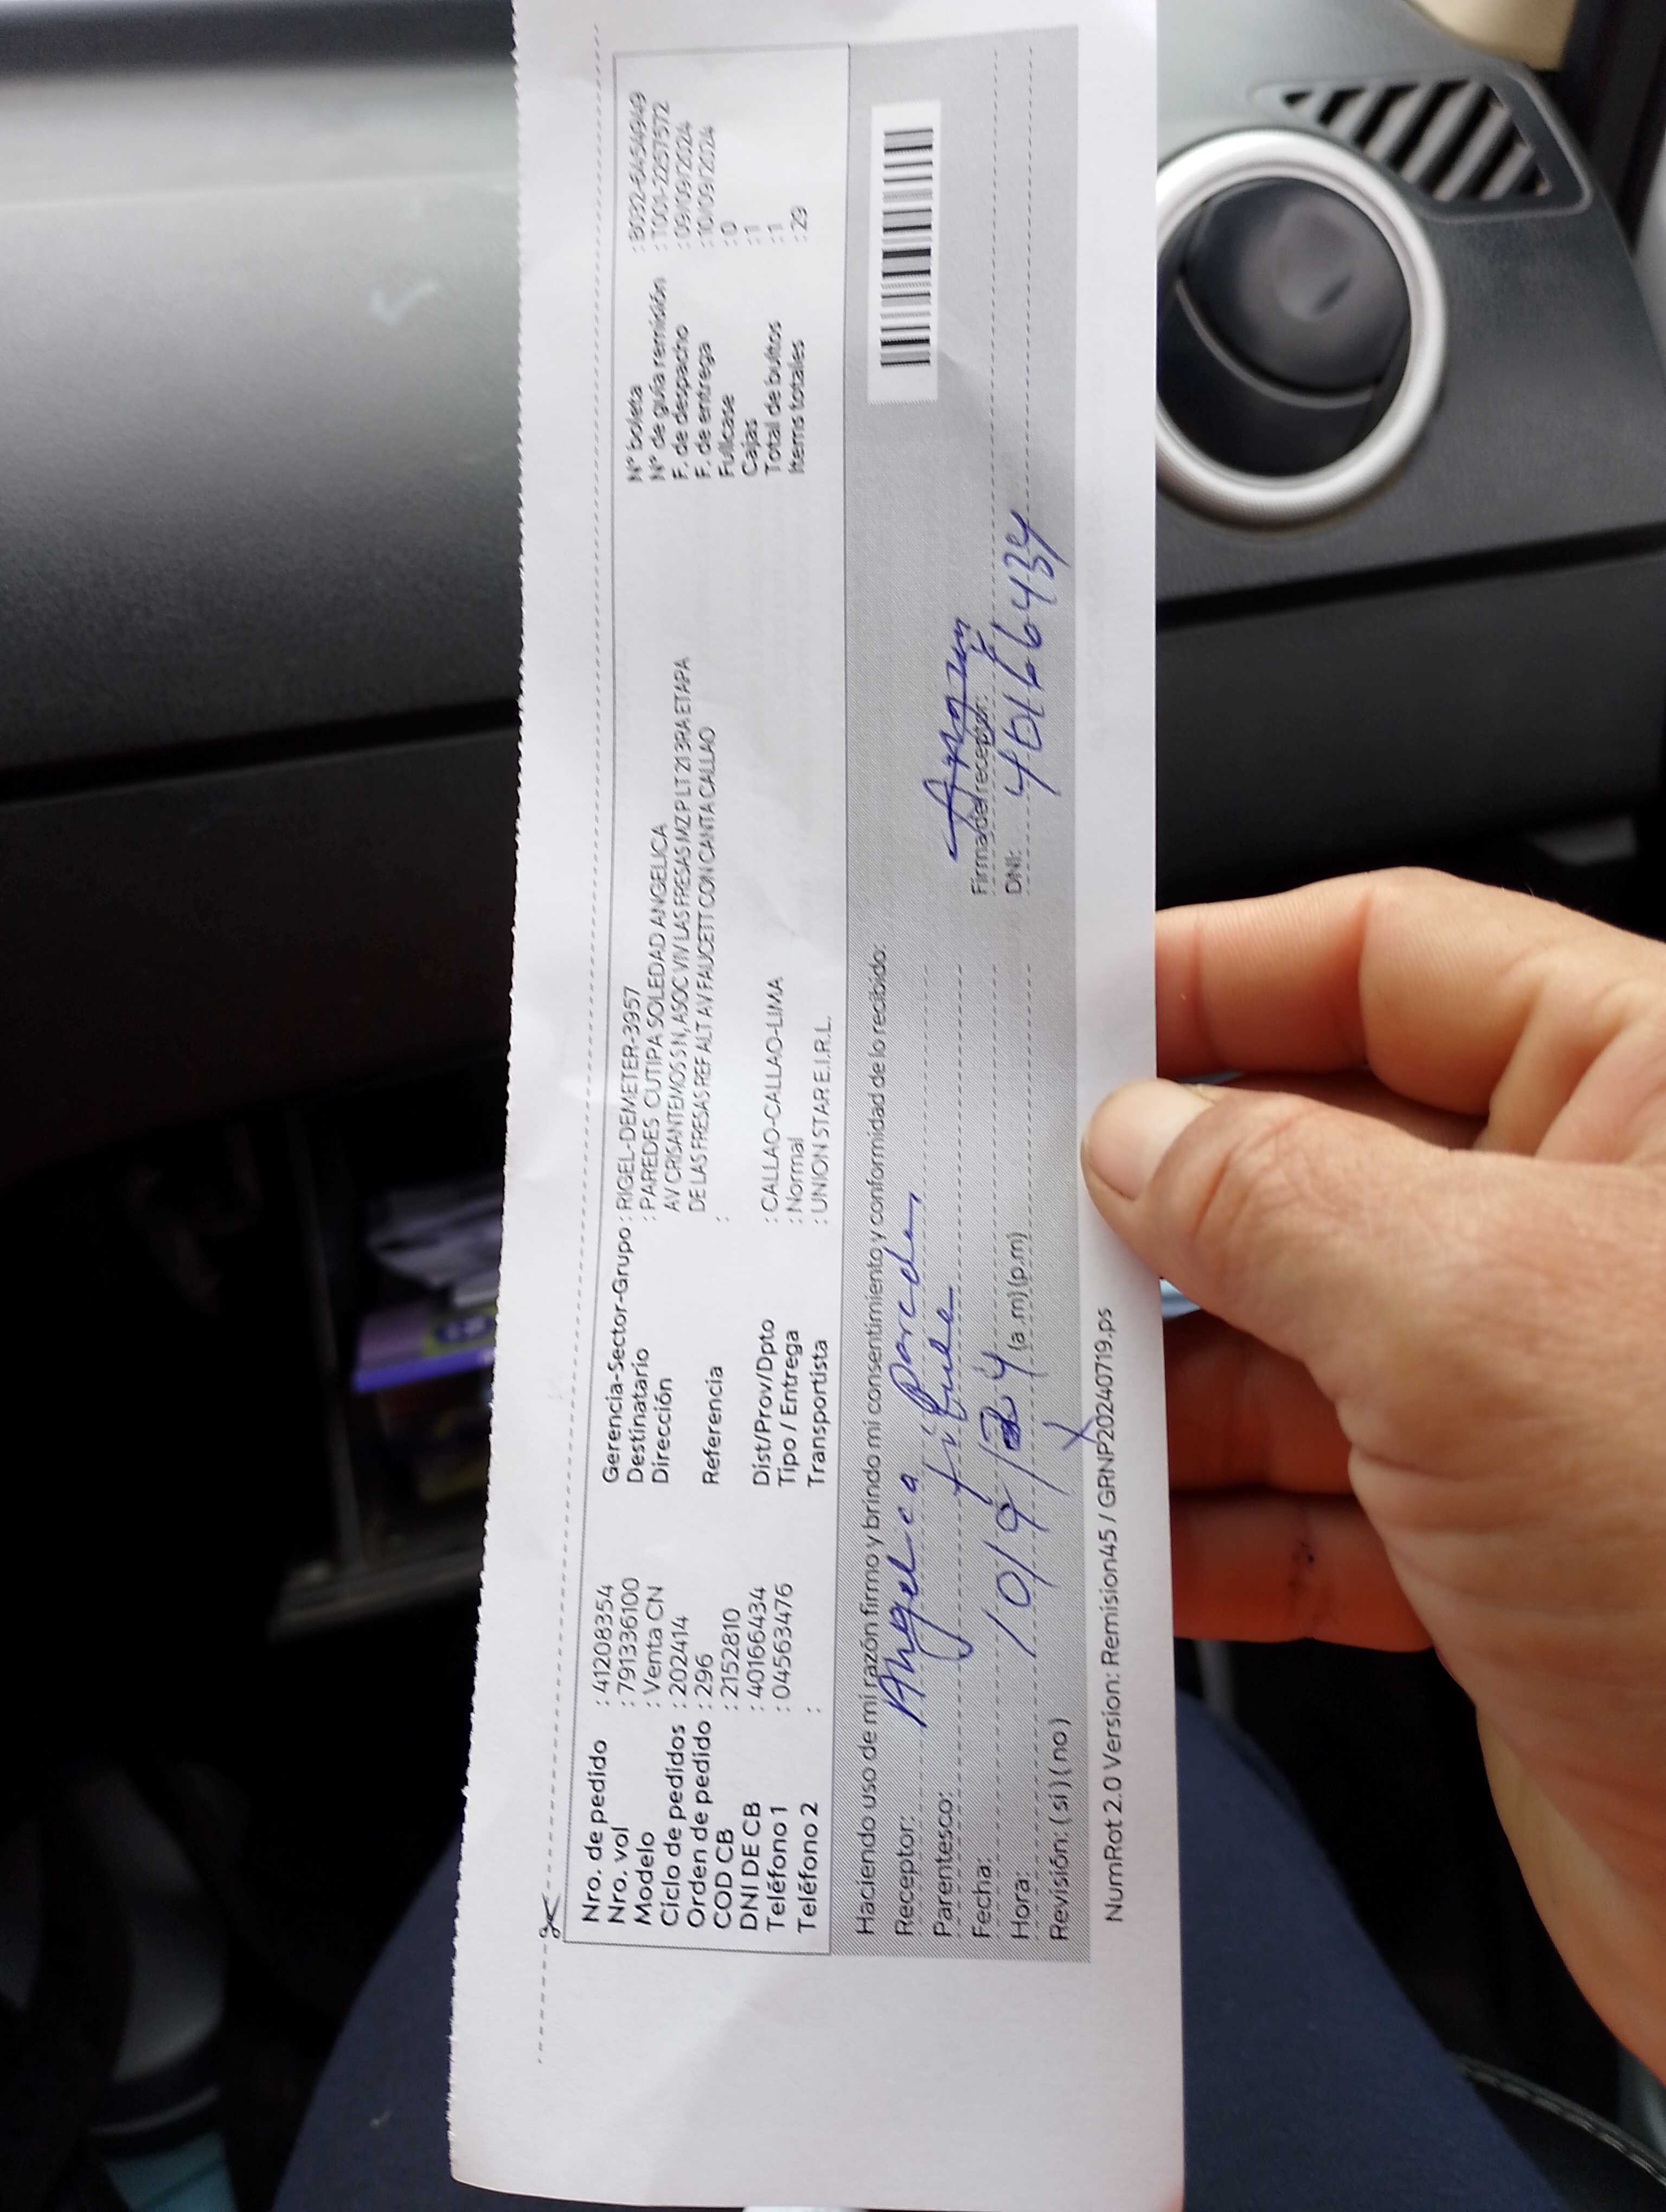 Nro. de pedido : 41208354
Nro. vol : 791336100
Modelo : Venta CN
Ciclo de pedidos : 202414
Orden de pedido : 296
COD CB : 2152810
DNI DE CB : 40166434
Teléfono 1 : 04563476
Teléfono 2 :
Gerencia-Sector-Grupo : RIGEL-DEMETER-3957
Destinatario : PAREDES CUTIPA SOLEDAD ANGELICA
Dirección AV CRISANTEMOS S N, ASOC VIV LAS FRESAS MZ P LT 21 3RA ETAPA
DE LAS FRESAS REF ALT AV FAUCETT CON CANTA CALLAO
Referencia :
Dist/Prov/Dpto : CALLAO-CALLAO-LIMA
Tipo / Entrega : Normal
Transportista : UNION STAR E.I.R.L.
N° boleta
N° de guía remisión : T001-2257572
F. de despacho : 09/09/2024
F. de entrega : 10/09/2024
Fullcase : 0
Cajas : 1
Total de bultos : 1
Items totales : 29
Haciendo uso de mi razón firmo y brindo mi consentimiento y conformidad de lo recibido:
Receptor: Angelica Paredes
Parentesco:
Fecha: 10/9/24
Hora: (a .m) (p.m)
Revisión: ( si ) ( no )
Firma del receptor:
DNI: 40166434
NumRot 2.0 Version: Remision45 / GRNP20240719.ps